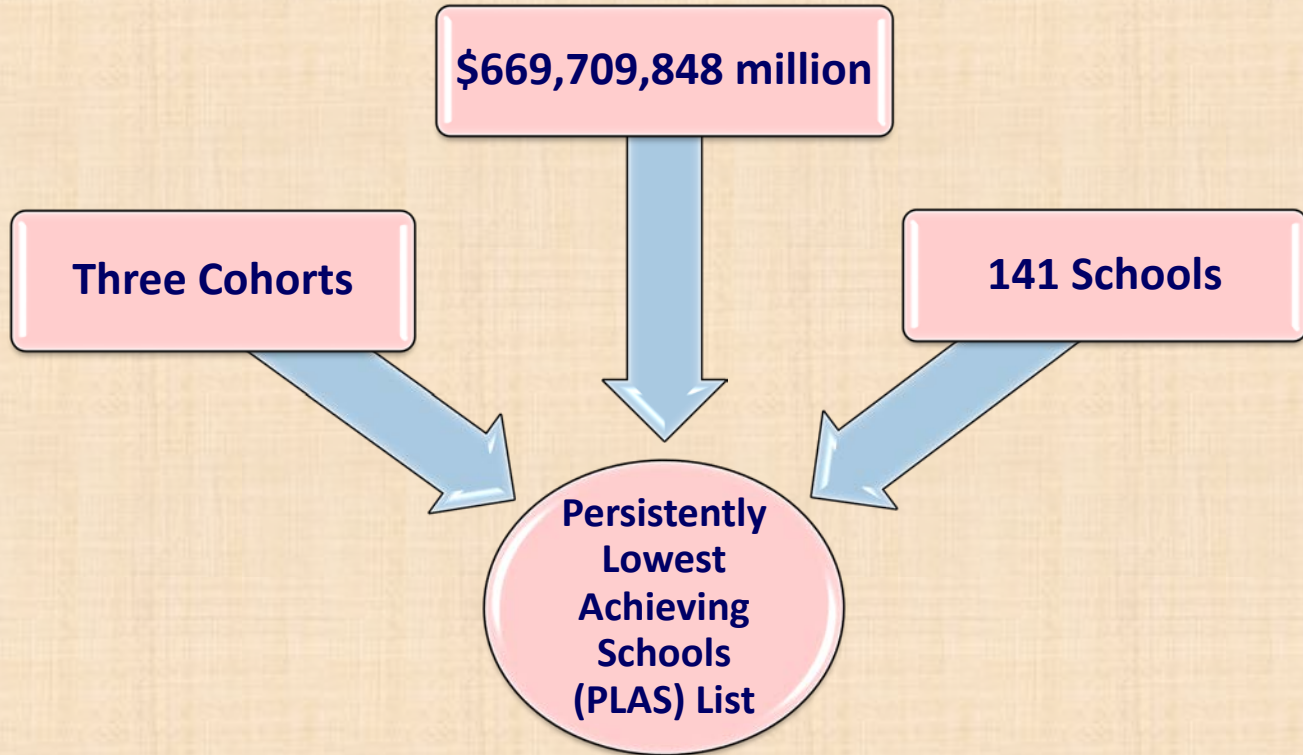 $669,709,848 million
Three Cohorts
141 Schools
Persistently
Lowest
Achieving
Schools
(PLAS) List